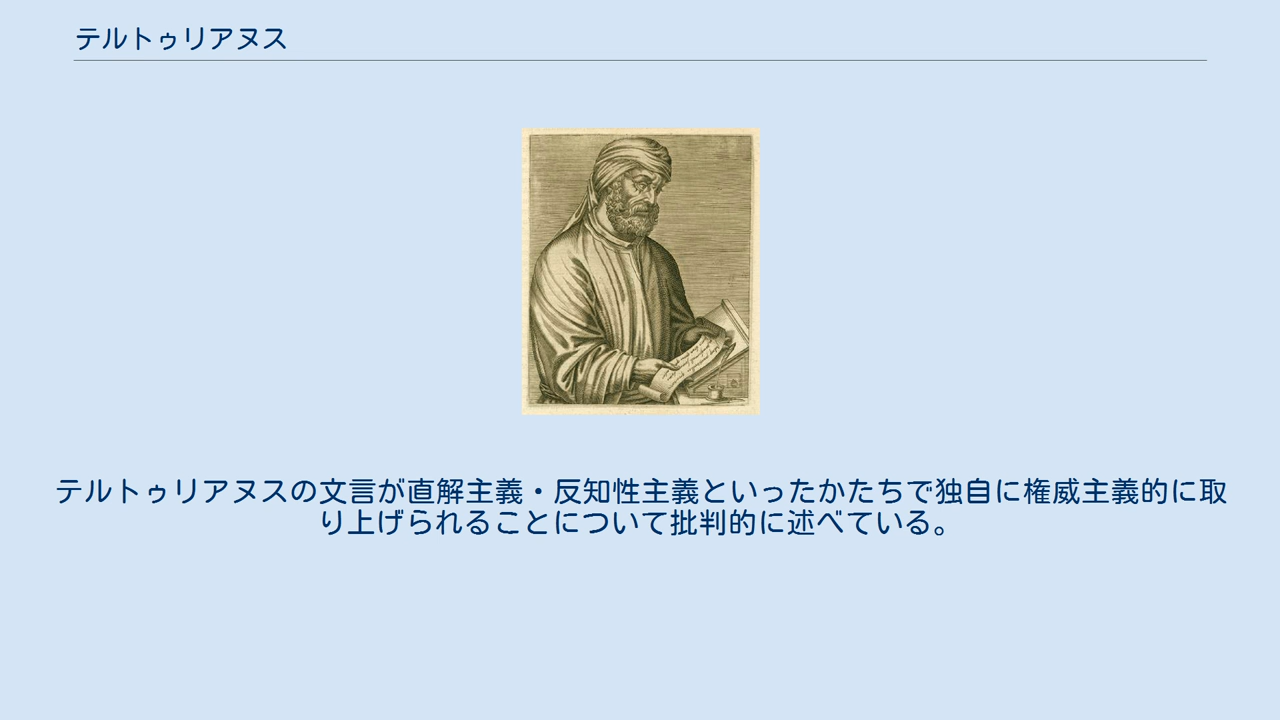 テルトゥリアヌス
テルトゥリアヌスの文言が直解主義・反知性主義といったかたちで独自に権威主義的に取
り上げられることについて批判的に述べている。